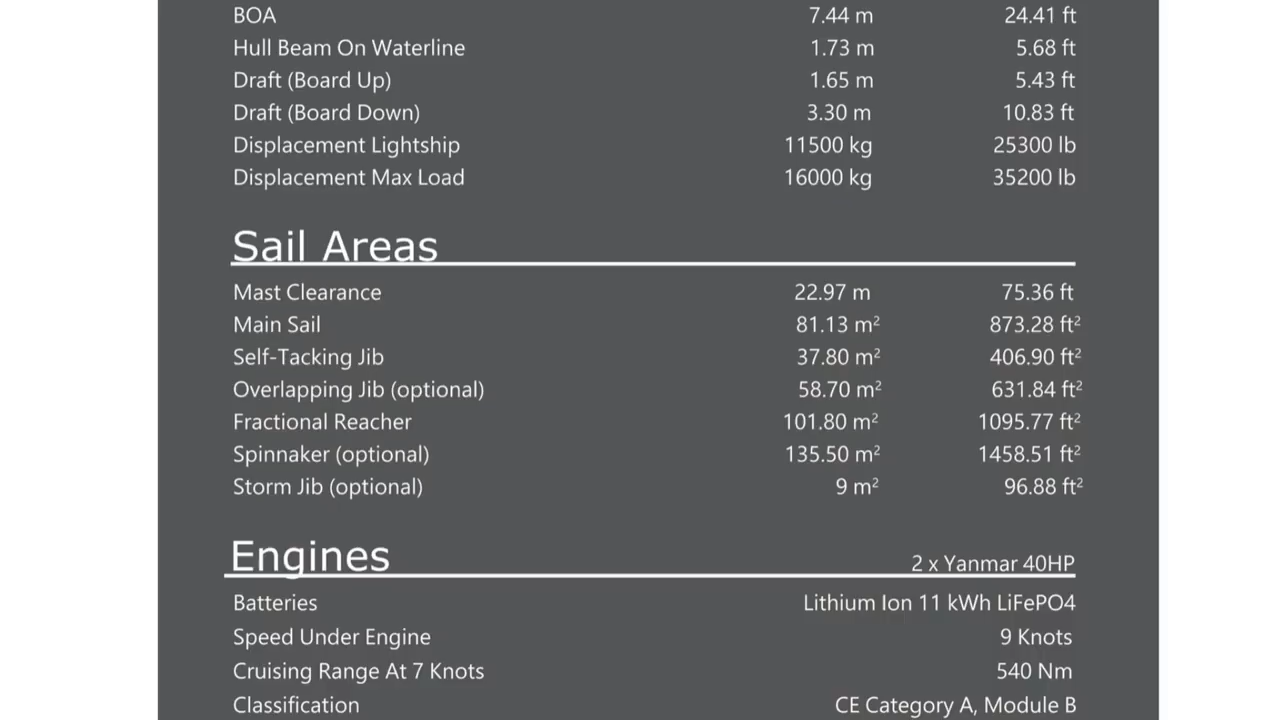 BOA 7.44 m 24.41 ft
Hull Beam On Waterline 1.73 m 5.68 ft
Draft (Board Up) 1.65 m 5.43 ft
Draft (Board Down) 3.30 m 10.83 ft
Displacement Lightship 11500 kg 25300 lb
Displacement Max Load 16000 kg 35200 lb
Sail Areas
Mast Clearance 22.97 m 75.36 ft
Main Sail 81.13 m² 873.28 ft²
Self-Tacking Jib 37.80 m² 406.90 ft²
Overlapping Jib (optional) 58.70 m² 631.84 ft²
Fractional Reacher 101.80 m² 1095.77 ft²
Spinnaker (optional) 135.50 m² 1458.51 ft²
Storm Jib (optional) 9 m² 96.88 ft²
Engines 2 x Yanmar 40HP
Batteries Lithium Ion 11 kWh LiFePO4
Speed Under Engine 9 Knots
Cruising Range At 7 Knots 540 Nm
Classification CE Category A, Module B